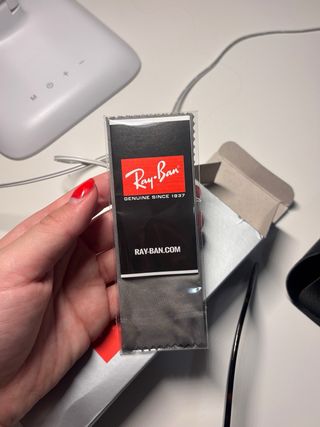 M
Ray-Ban
GENUINE SINCE 1937
RAY-BAN.COM